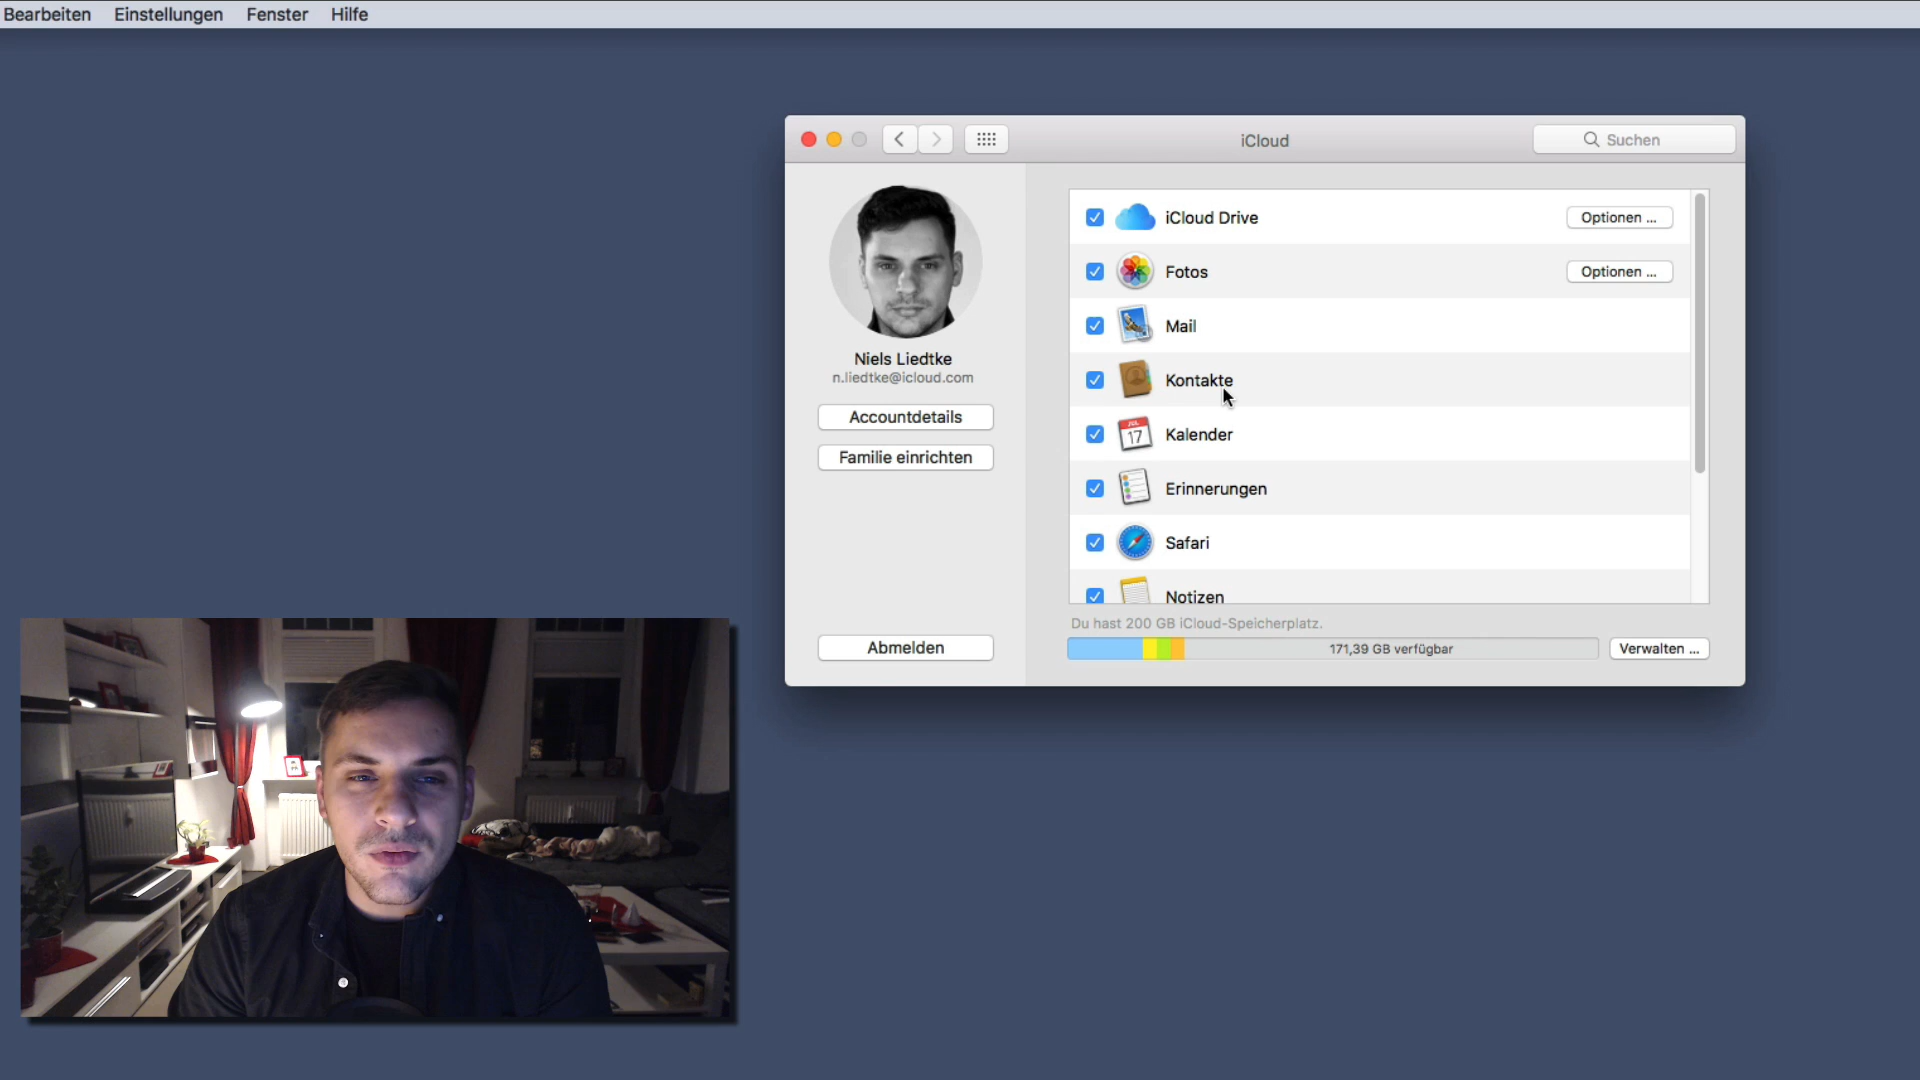 Bearbeiten Einstellungen Fenster Hilfe
iCloud
Suchen
Niels Liedtke
n.liedtke@icloud.com
Accountdetails
Familie einrichten
Abmelden
iCloud Drive
Optionen ...
Fotos
Optionen ...
Mail
Kontakte
JUL
17
Kalender
Erinnerungen
Safari
Notizen
Du hast 200 GB iCloud-Speicherplatz.
171,39 GB verfügbar
Verwalten ...